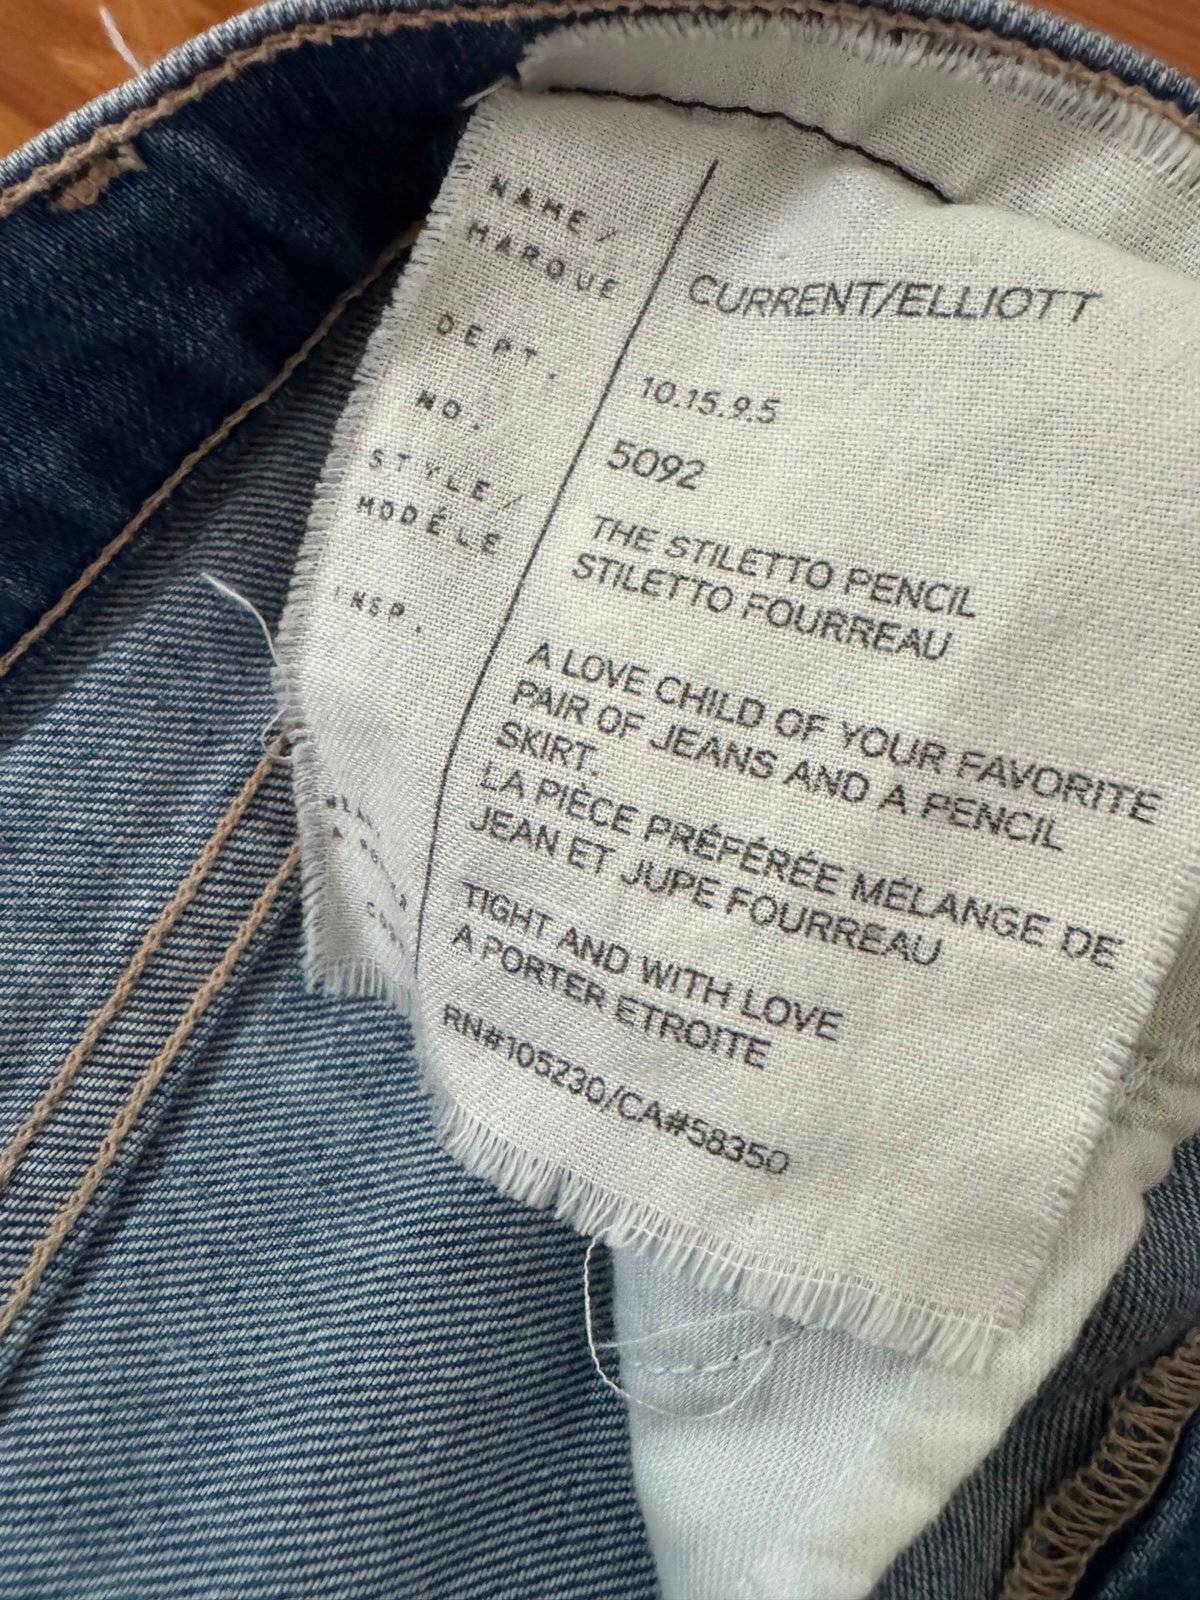 NAME/
MARQUE
CURRENT/ELLIOTT
DEPT.
10.15.9.5
NO.
5092
STYLE/
MODÉLE
THE STILETTO PENCIL
STILETTO FOURREAU
INSP.
A LOVE CHILD OF YOUR FAVORITE
PAIR OF JEANS AND A PENCIL
SKIRT.
LA PIÈCE PRÉFÉRÉE MÉLANGE DE
JEAN ET JUPE FOURREAU
TIGHT AND WITH LOVE
A PORTER ETROITE
RN#105230/CA#58350